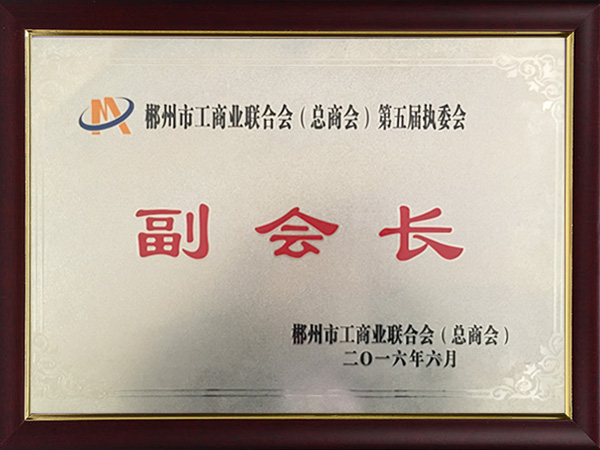 郴州市工商业联合会（总商会）第五届执委会
副会长
郴州市工商业联合会（总商会）
二〇一六年六月